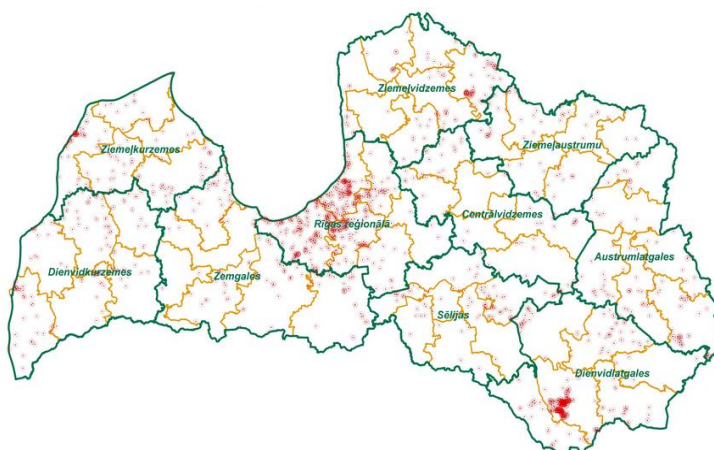 Ziemeļvidzemes
Ziemeļkurzemes
Ziemeļaustrumu
Centrālvidzemes
Rīgas reģionālā
Austrumlatgales
Dienvidkurzemes
Zemgales
Sēlijas
Dienvidlatgales